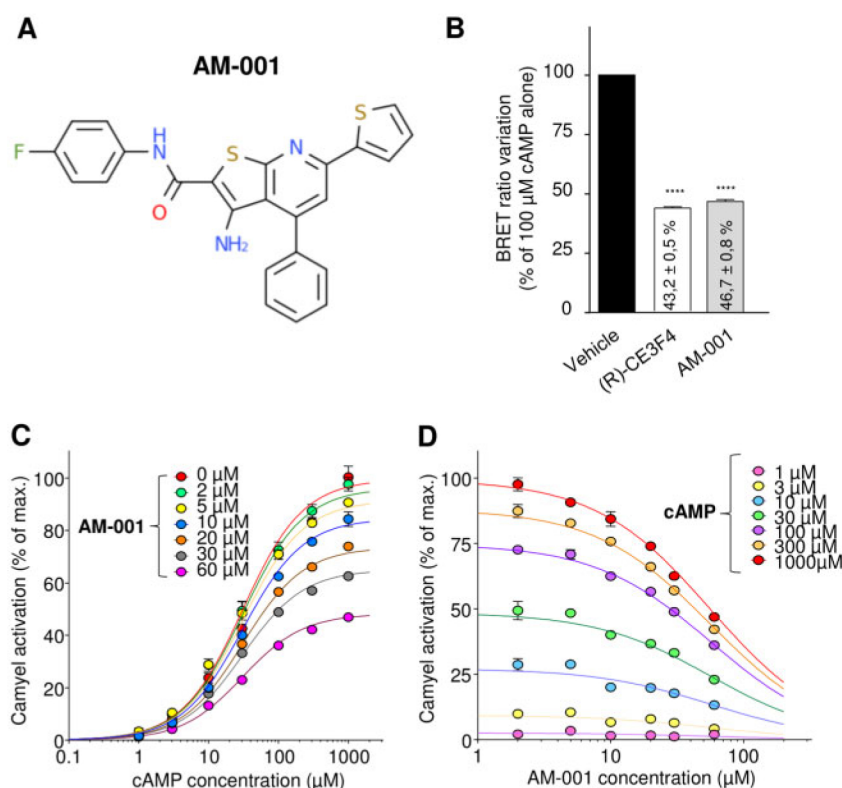 A
AM-001
F
H
N
O
S
NH₂
N
S
B
BRET ratio variation
(% of 100 µM cAMP alone)
100
75
50
25
0
****
****
43,2 ± 0,5 %
46,7 ± 0,8 %
Vehicle
(R)-CE3F4
AM-001
C
Camyel activation (% of max.)
100
80
60
40
20
0
AM-001
0 µM
2 µM
5 µM
10 µM
20 µM
30 µM
60 µM
0.1
1
10
100
1000
cAMP concentration (µM)
D
Camyel activation (% of max.)
100
75
50
25
0
cAMP
1 µM
3 µM
10 µM
30 µM
100 µM
300 µM
1000µM
1
10
100
AM-001 concentration (µM)